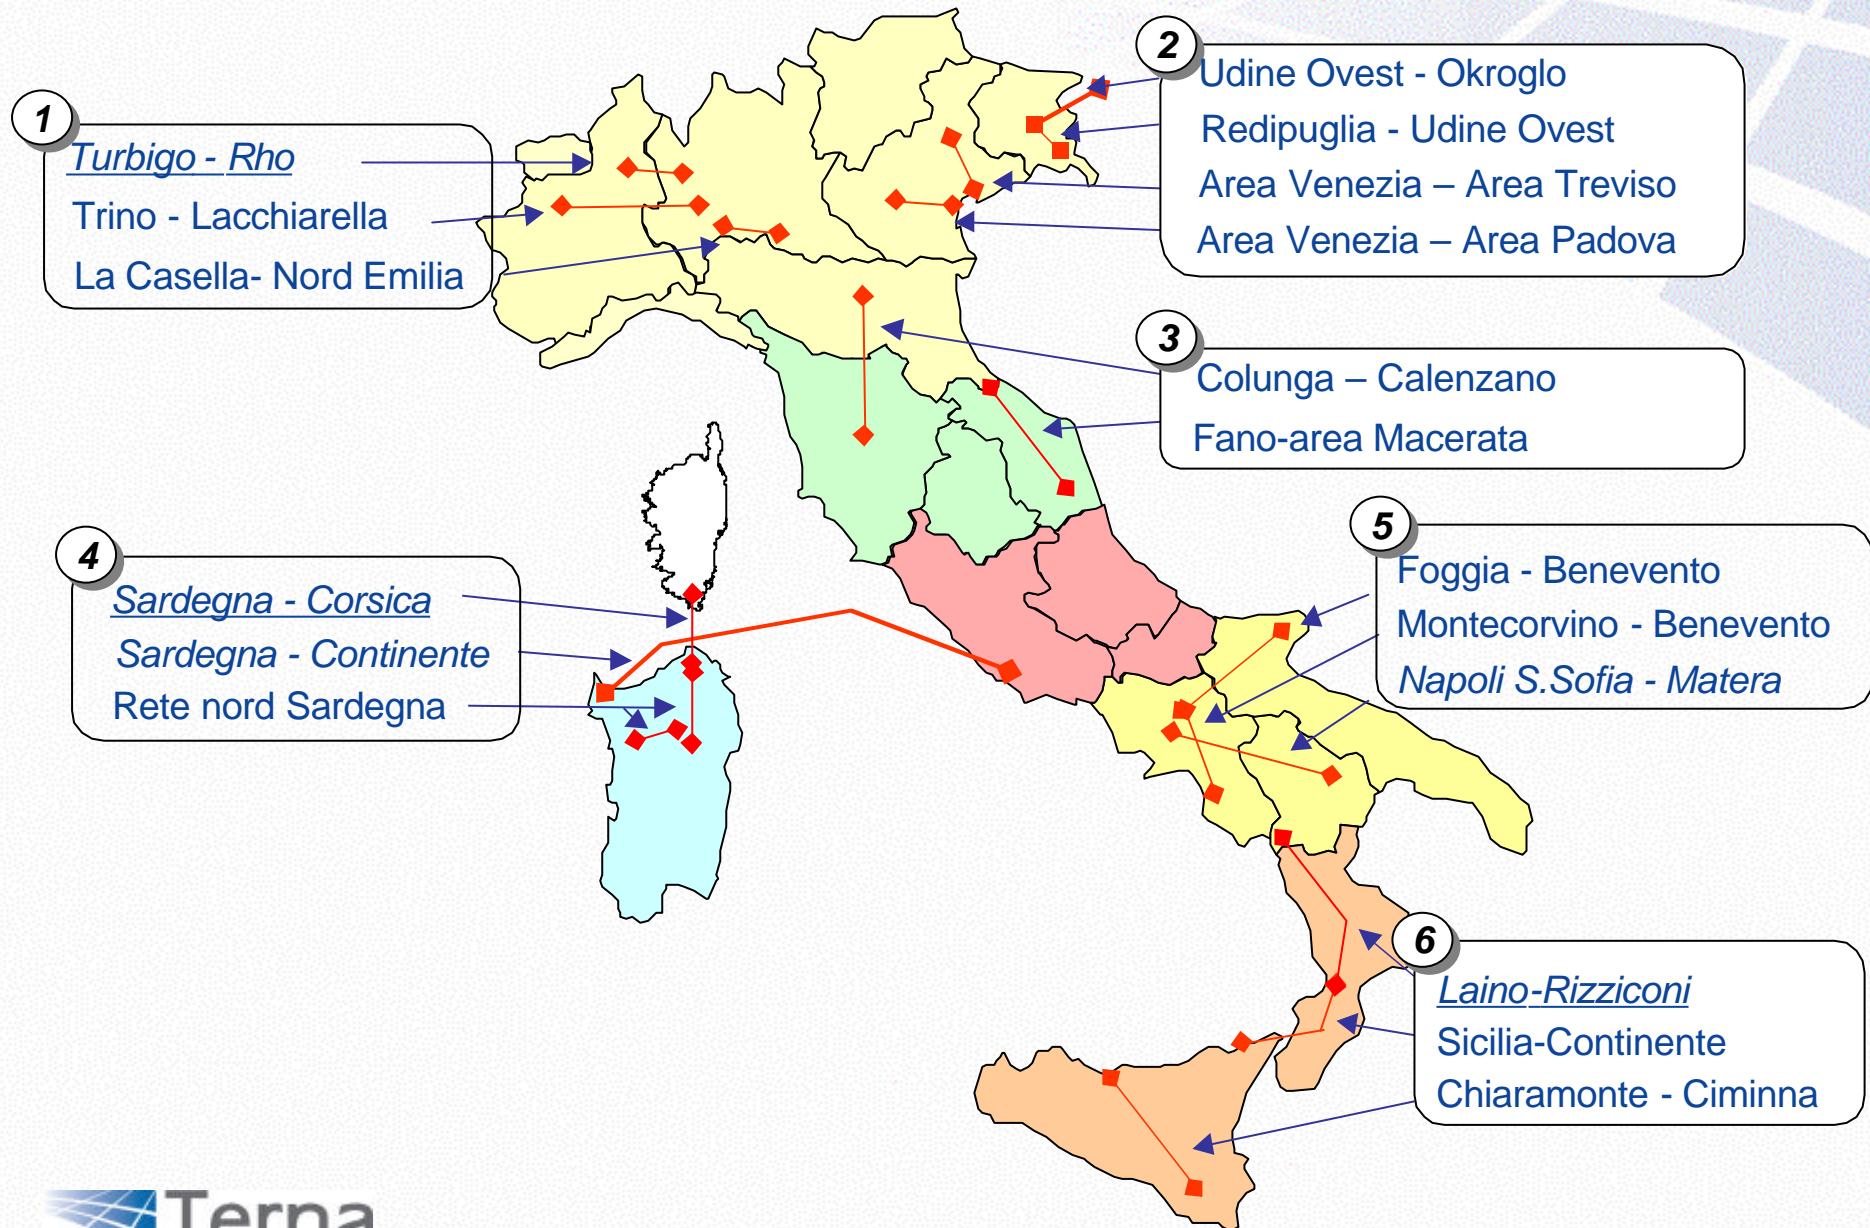 1
Turbigo - Rho
Trino - Lacchiarella
La Casella- Nord Emilia
2
Udine Ovest - Okroglo
Redipuglia - Udine Ovest
Area Venezia – Area Treviso
Area Venezia – Area Padova
3
Colunga – Calenzano
Fano-area Macerata
4
Sardegna - Corsica
Sardegna - Continente
Rete nord Sardegna
5
Foggia - Benevento
Montecorvino - Benevento
Napoli S.Sofia - Matera
6
Laino-Rizziconi
Sicilia-Continente
Chiaramonte - Ciminna
Terna